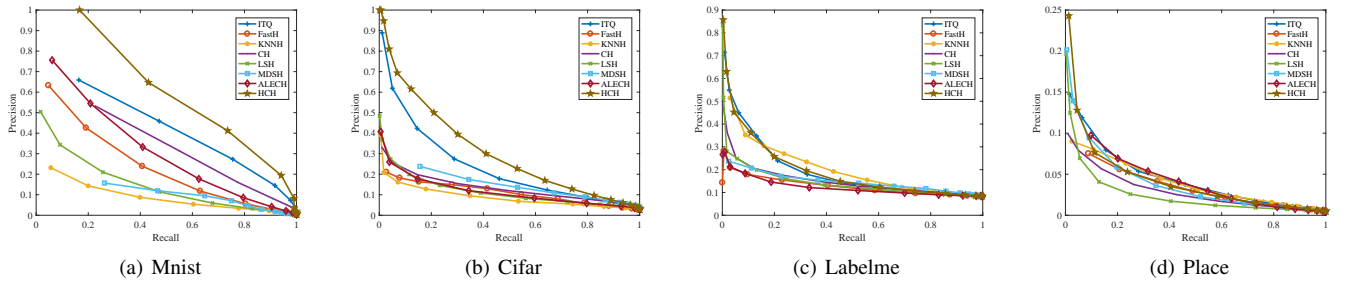 1
0.9
0.8
0.7
0.6
0.5
0.4
0.3
0.2
0.1
0
Precision
0 0.2 0.4 0.6 0.8 1
Recall
ITQ
FastH
KNNH
CH
LSH
MDSH
ALECH
HCH
(a) Mnist
1
0.9
0.8
0.7
0.6
0.5
0.4
0.3
0.2
0.1
0
Precision
0 0.2 0.4 0.6 0.8 1
Recall
ITQ
FastH
KNNH
CH
LSH
MDSH
ALECH
HCH
(b) Cifar
0.9
0.8
0.7
0.6
0.5
0.4
0.3
0.2
0.1
0
Precision
0 0.2 0.4 0.6 0.8 1
Recall
ITQ
FastH
KNNH
CH
LSH
MDSH
ALECH
HCH
(c) Labelme
0.25
0.2
0.15
0.1
0.05
0
Precision
0 0.2 0.4 0.6 0.8 1
Recall
ITQ
FastH
KNNH
CH
LSH
MDSH
ALECH
HCH
(d) Place